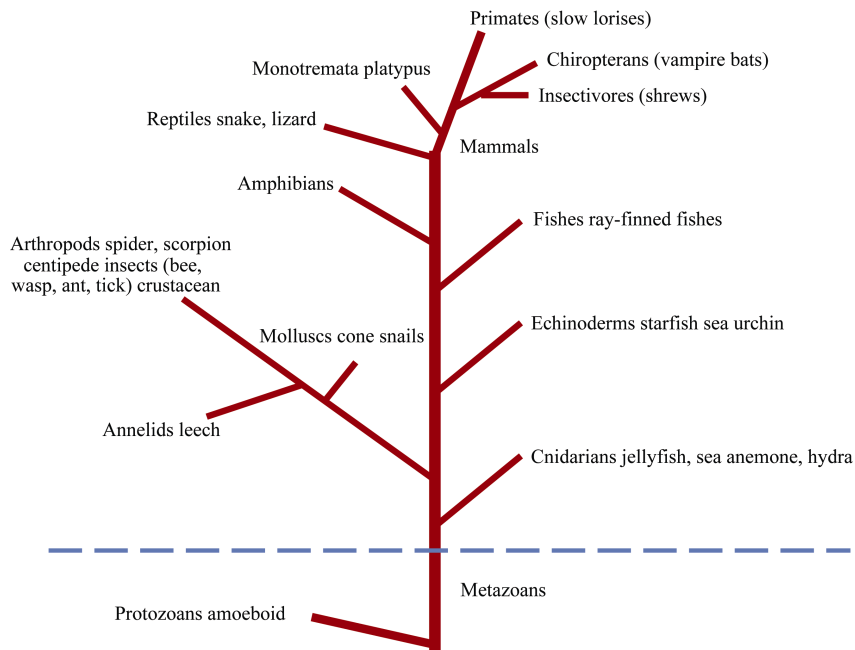 Primates (slow lorises)
Chiropterans (vampire bats)
Monotremata platypus
Insectivores (shrews)
Reptiles snake, lizard
Mammals
Amphibians
Fishes ray-finned fishes
Arthropods spider, scorpion
centipede insects (bee,
wasp, ant, tick) crustacean
Echinoderms starfish sea urchin
Molluscs cone snails
Annelids leech
Cnidarians jellyfish, sea anemone, hydra
Metazoans
Protozoans amoeboid